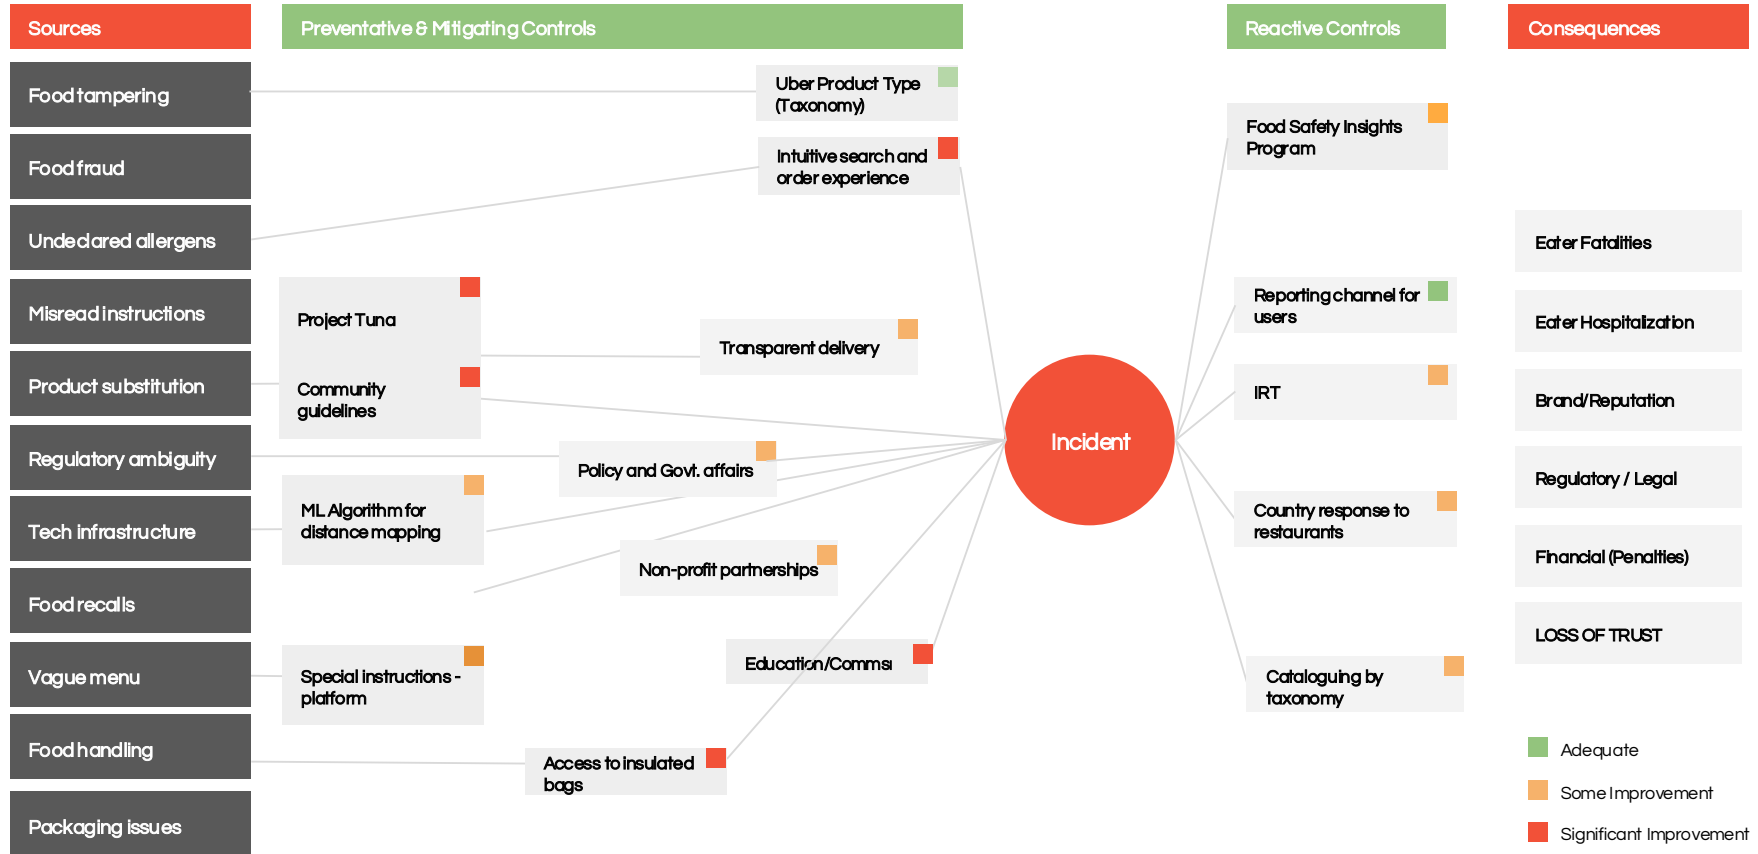 Sources
Preventative & Mitigating Controls
Reactive Controls
Consequences
Food tampering
Food fraud
Undeclared allergens
Misread instructions
Product substitution
Regulatory ambiguity
Tech infrastructure
Food recalls
Vague menu
Food handling
Packaging issues
Uber Product Type
(Taxonomy)
Intuitive search and
order experience
Project Tuna
Community
guidelines
Transparent delivery
Policy and Govt. affairs
ML Algorithm for
distance mapping
Non-profit partnerships
Special instructions -
platform
Education/Comms
Access to insulated
bags
Incident
Food Safety Insights
Program
Reporting channel for
users
IRT
Country response to
restaurants
Cataloguing by
taxonomy
Eater Fatalities
Eater Hospitalization
Brand/Reputation
Regulatory / Legal
Financial (Penalties)
LOSS OF TRUST
Adequate
Some Improvement
Significant Improvement